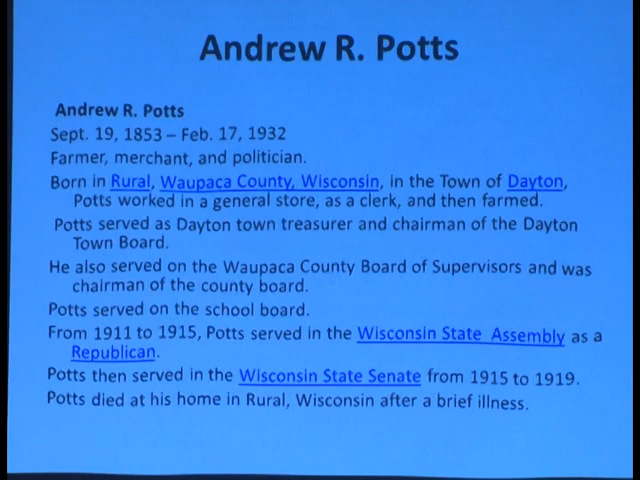 Andrew R. Potts
Andrew R. Potts
Sept. 19, 1853 – Feb. 17, 1932
Farmer, merchant, and politician.
Born in Rural, Waupaca County, Wisconsin, in the Town of Dayton,
Potts worked in a general store, as a clerk, and then farmed.
Potts served as Dayton town treasurer and chairman of the Dayton
Town Board.
He also served on the Waupaca County Board of Supervisors and was
chairman of the county board.
Potts served on the school board.
From 1911 to 1915, Potts served in the Wisconsin State Assembly as a
Republican.
Potts then served in the Wisconsin State Senate from 1915 to 1919.
Potts died at his home in Rural, Wisconsin after a brief illness.